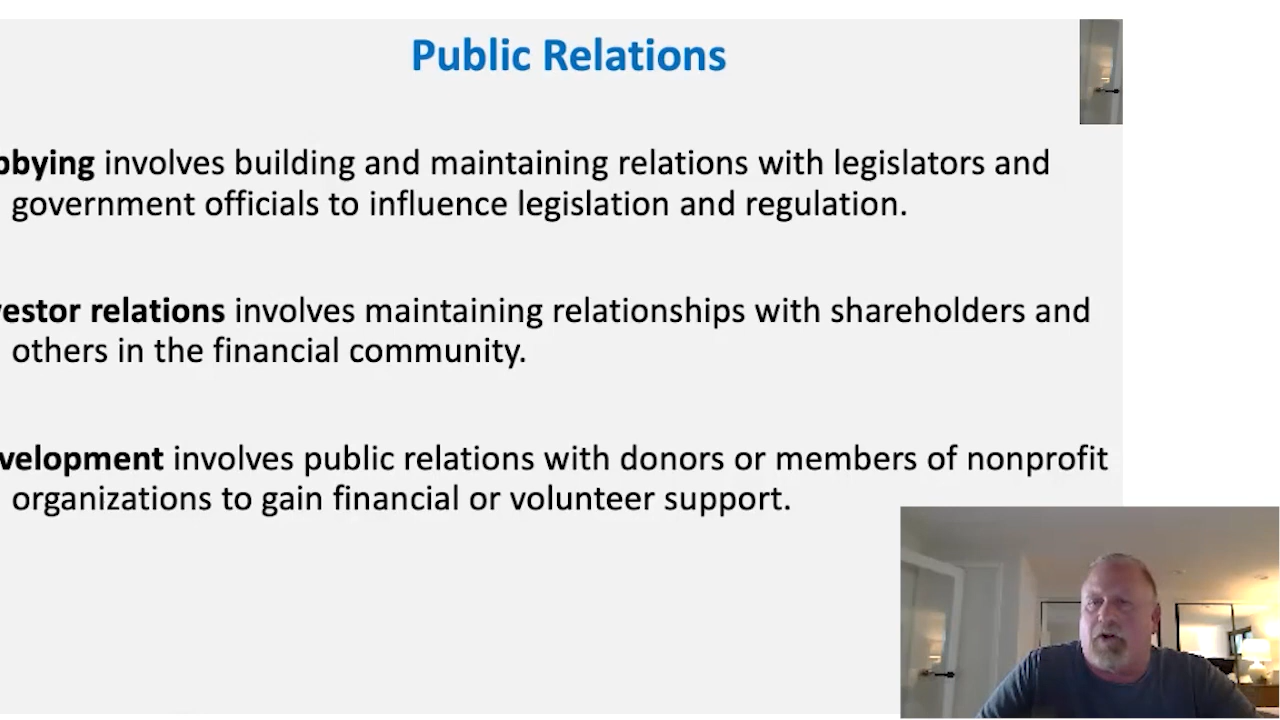 Public Relations
bbying involves building and maintaining relations with legislators and
government officials to influence legislation and regulation.
estor relations involves maintaining relationships with shareholders and
others in the financial community.
velopment involves public relations with donors or members of nonprofit
organizations to gain financial or volunteer support.